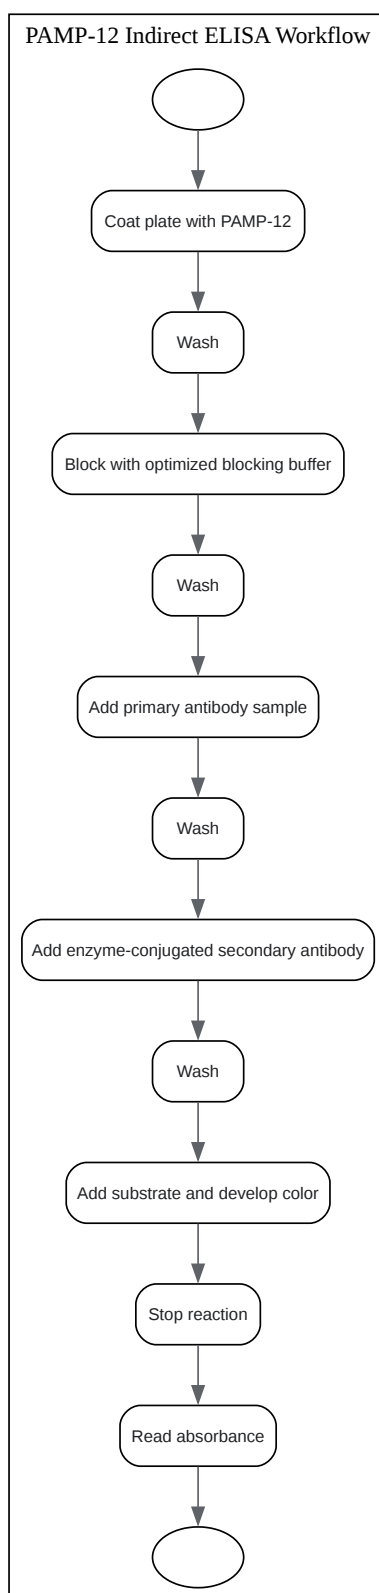 PAMP-12 Indirect ELISA Workflow
Coat plate with PAMP-12
Wash
Block with optimized blocking buffer
Wash
Add primary antibody sample
Wash
Add enzyme-conjugated secondary antibody
Wash
Add substrate and develop color
Stop reaction
Read absorbance